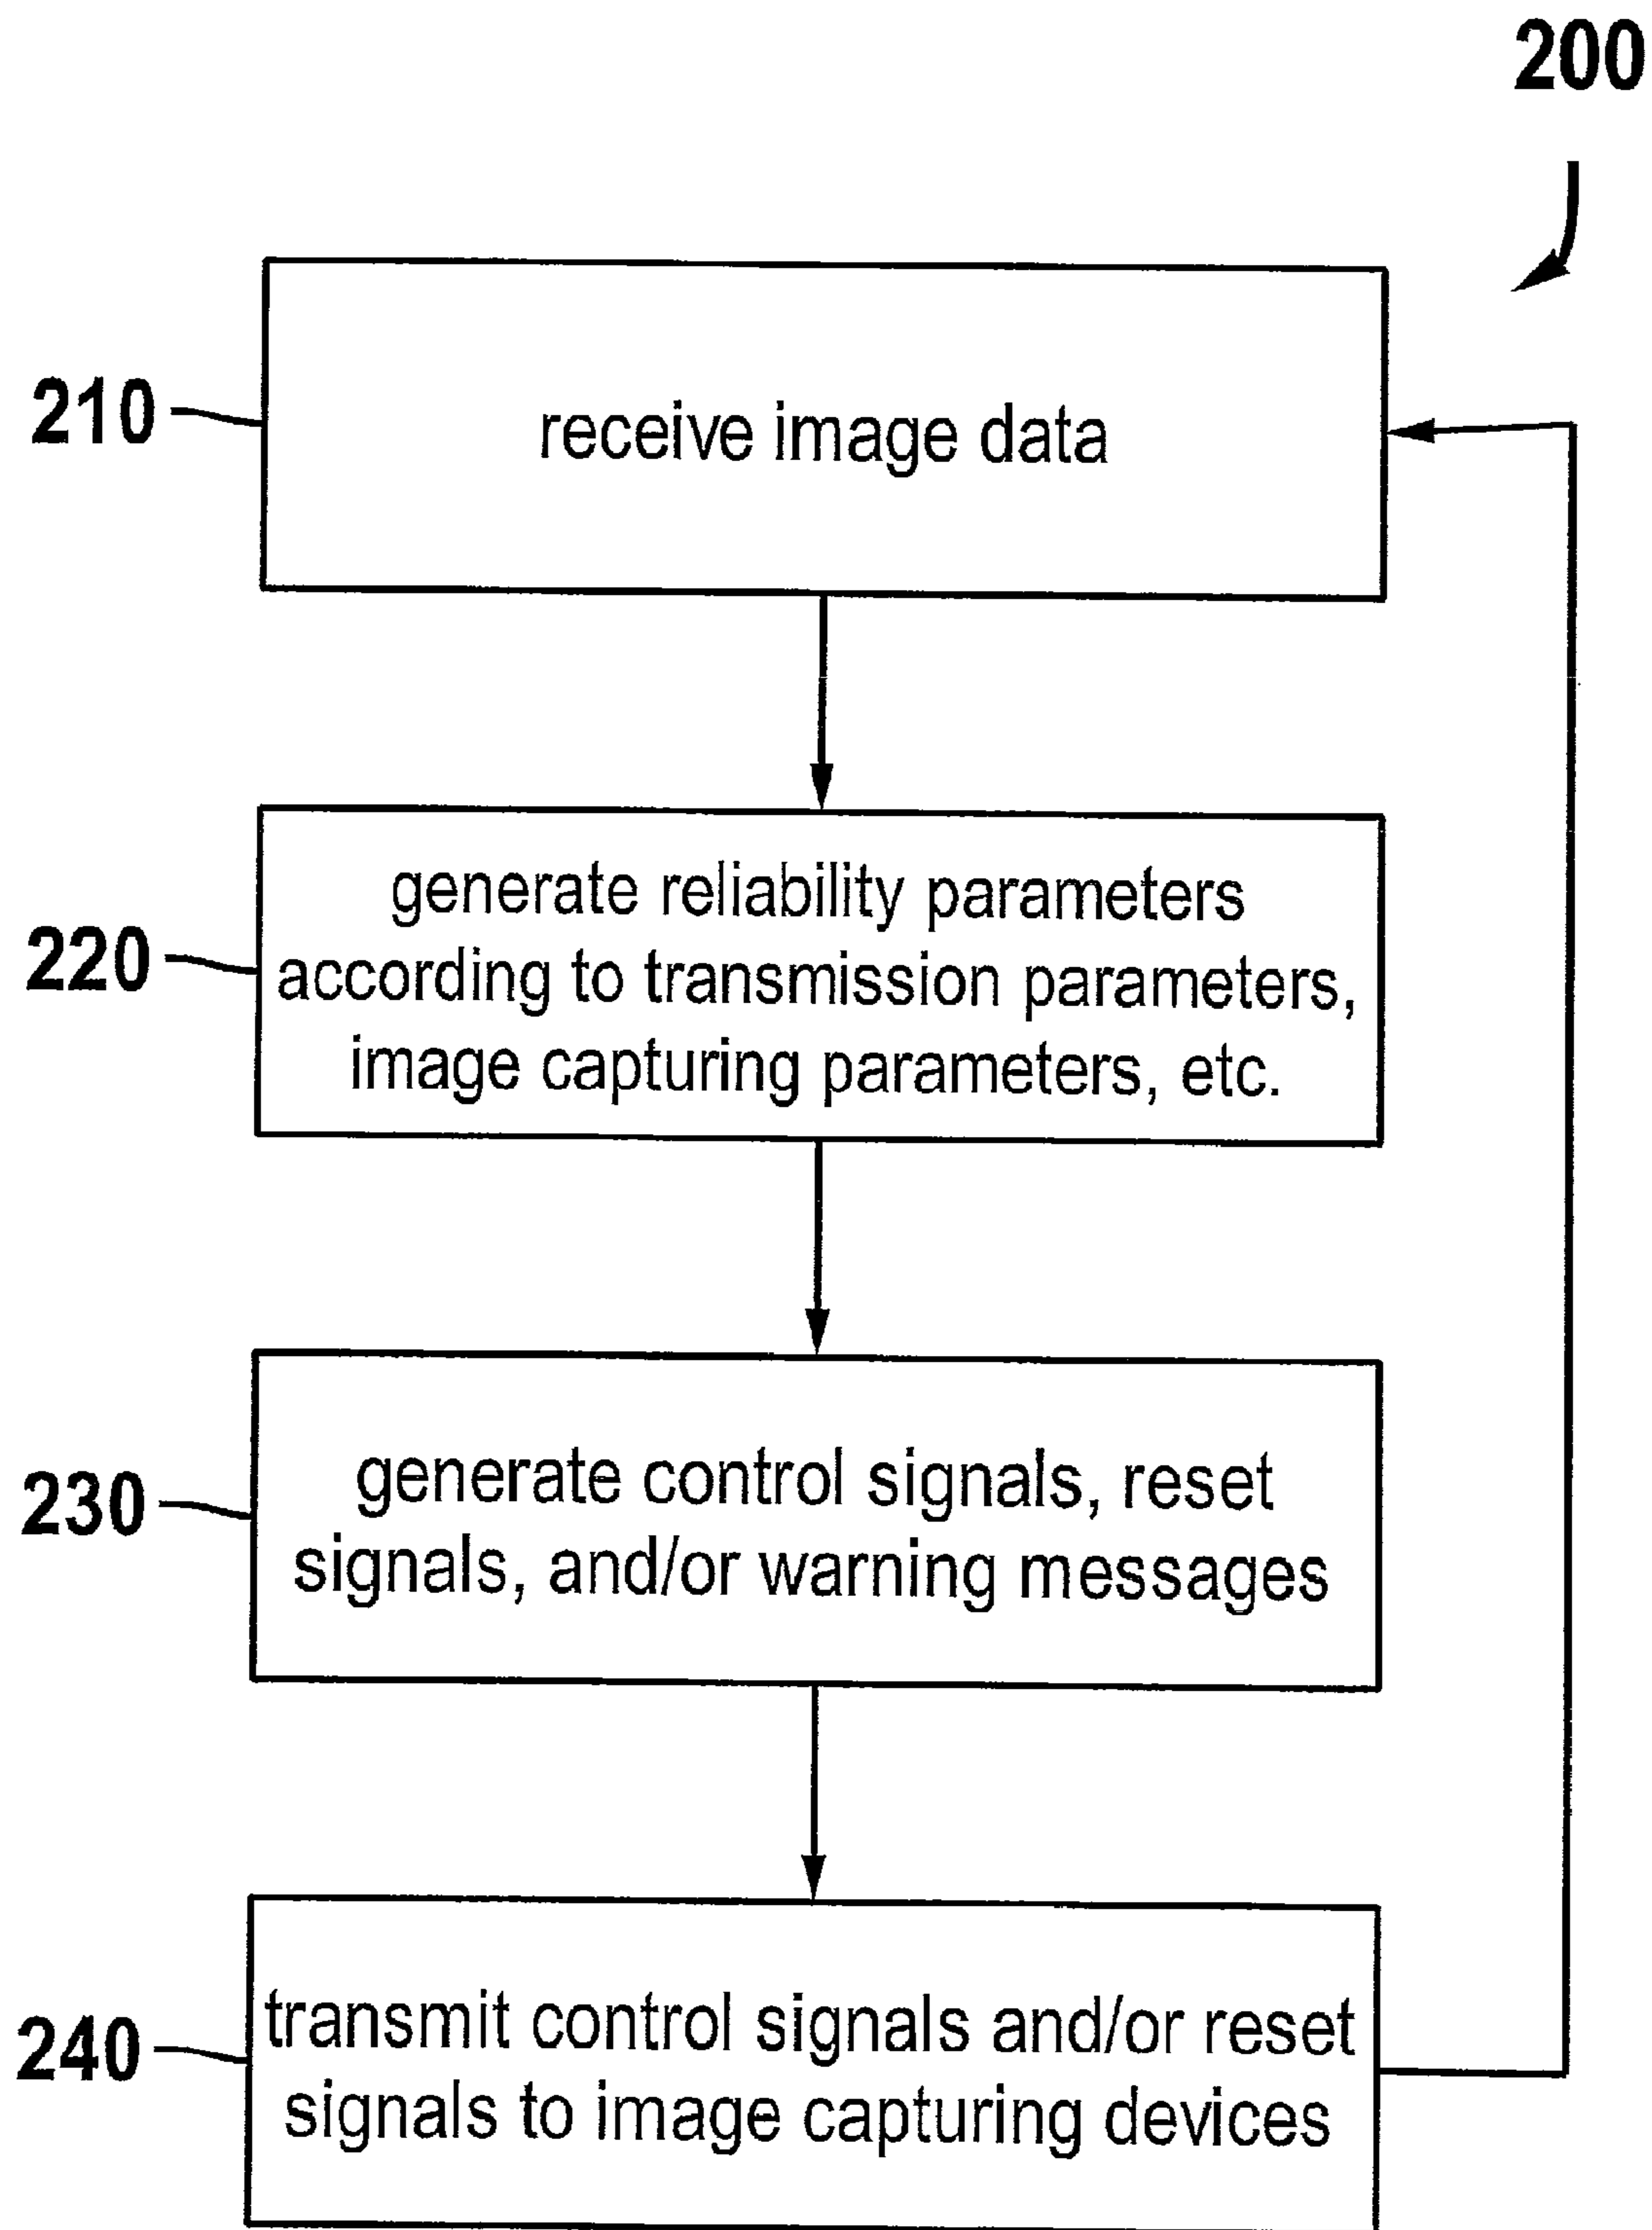 200
210
receive image data
220
generate reliability parameters
according to transmission parameters,
image capturing parameters, etc.
230
generate control signals, reset
signals, and/or warning messages
240
transmit control signals and/or reset
signals to image capturing devices